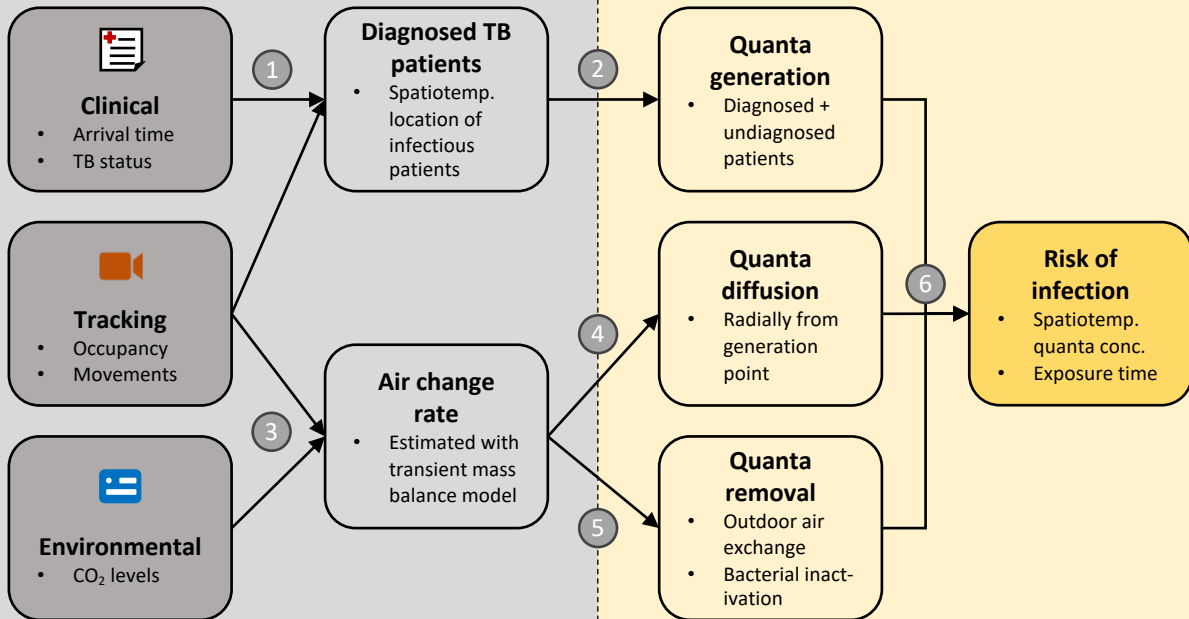 Clinical
• Arrival time
• TB status
1
Diagnosed TB
patients
• Spatiotemp.
location of
infectious
patients
2
Quanta
generation
• Diagnosed +
undiagnosed
patients
Tracking
• Occupancy
• Movements
3
Air change
rate
• Estimated with
transient mass
balance model
4
Quanta
diffusion
• Radially from
generation
point
6
Risk of
infection
• Spatiotemp.
quanta conc.
• Exposure time
Environmental
• CO₂ levels
5
Quanta
removal
• Outdoor air
exchange
• Bacterial inact-
ivation